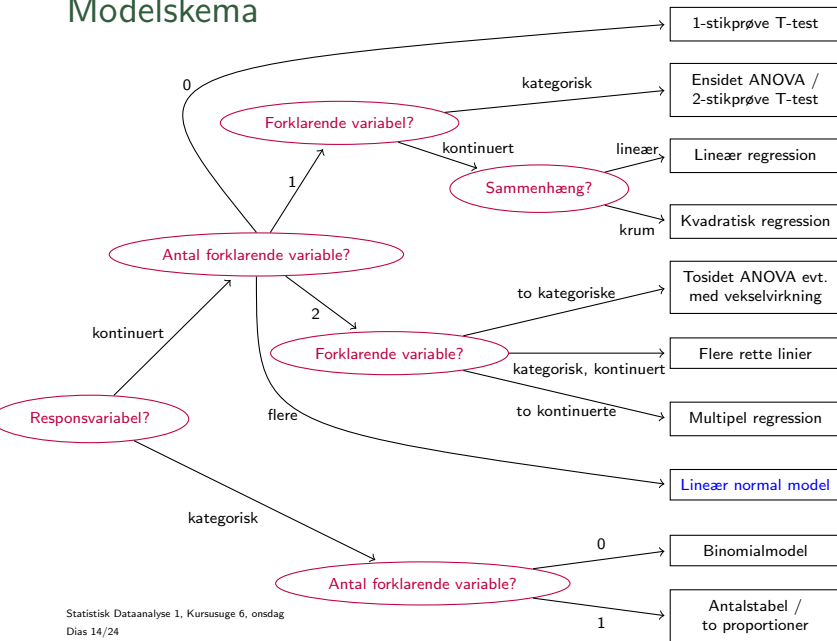 Modelskema
1-stikprøve T-test
0
kategorisk
Ensidet ANOVA /
2-stikprøve T-test
Forklarende variabel?
kontinuert
lineær
Lineær regression
1
Sammenhæng?
krum
Kvadratisk regression
Antal forklarende variable?
to kategoriske
Tosidet ANOVA evt.
med vekselvirkning
2
kontinuert
Forklarende variable?
kategorisk, kontinuert
Flere rette linier
to kontinuerte
Multipel regression
Responsvariabel?
flere
Lineær normal model
kategorisk
0
Binomialmodel
Antal forklarende variable?
1
Antalstabel /
to proportioner
Statistisk Dataanalyse 1, Kursusuge 6, onsdag
Dias 14/24